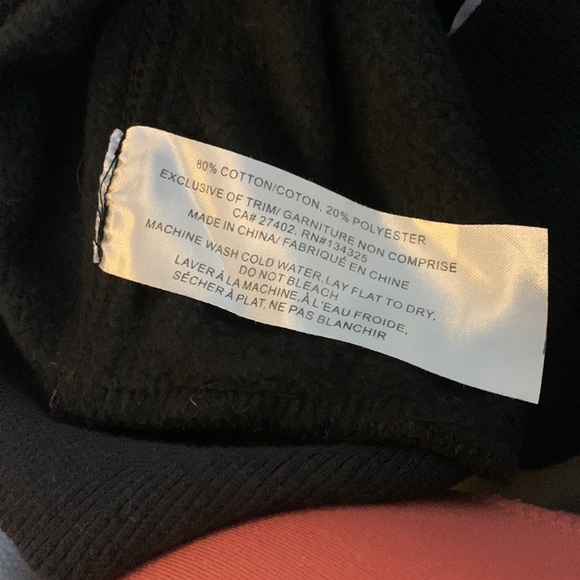 80% COTTON/COTON, 20% POLYESTER
EXCLUSIVE OF TRIM/ GARNITURE NON COMPRISE
CA# 27402, RN#134325
MADE IN CHINA/ FABRIQUÉ EN CHINE
MACHINE WASH COLD WATER, LAY FLAT TO DRY,
DO NOT BLEACH
LAVER À LA MACHINE, À L'EAU FROIDE,
SÉCHER À PLAT, NE PAS BLANCHIR